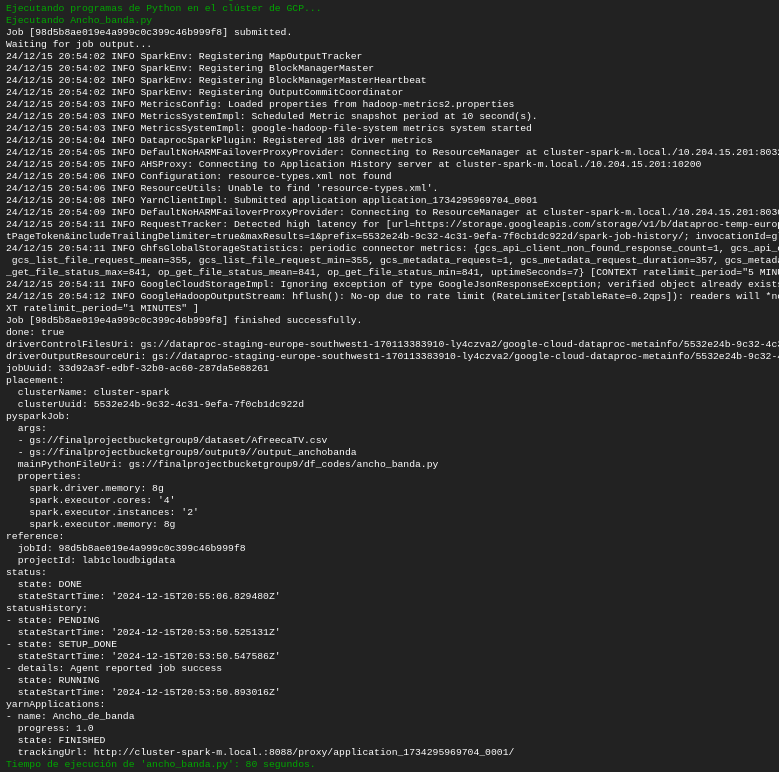 Ejecutando programas de Python en el clúster de GCP...
Ejecutando Ancho_banda.py
Job [98d5b8ae019e4a999c0c399c46b999f8] submitted.
Waiting for job output...
24/12/15 20:54:02 INFO SparkEnv: Registering MapOutputTracker
24/12/15 20:54:02 INFO SparkEnv: Registering BlockManagerMaster
24/12/15 20:54:02 INFO SparkEnv: Registering BlockManagerMasterHeartbeat
24/12/15 20:54:02 INFO SparkEnv: Registering OutputCommitCoordinator
24/12/15 20:54:03 INFO MetricsConfig: Loaded properties from hadoop-metrics2.properties
24/12/15 20:54:03 INFO MetricsSystemImpl: Scheduled Metric snapshot period at 10 second(s).
24/12/15 20:54:03 INFO MetricsSystemImpl: google-hadoop-file-system metrics system started
24/12/15 20:54:04 INFO DataprocSparkPlugin: Registered 188 driver metrics
24/12/15 20:54:05 INFO DefaultNoHARMFailoverProxyProvider: Connecting to ResourceManager at cluster-spark-m.local./10.204.15.201:8032
24/12/15 20:54:05 INFO AHSProxy: Connecting to Application History server at cluster-spark-m.local./10.204.15.201:10200
24/12/15 20:54:06 INFO Configuration: resource-types.xml not found
24/12/15 20:54:06 INFO ResourceUtils: Unable to find 'resource-types.xml'.
24/12/15 20:54:08 INFO YarnClientImpl: Submitted application application_1734295969704_0001
24/12/15 20:54:09 INFO DefaultNoHARMFailoverProxyProvider: Connecting to ResourceManager at cluster-spark-m.local./10.204.15.201:8030
24/12/15 20:54:11 INFO RequestTracker: Detected high latency for [url=https://storage.googleapis.com/storage/v1/b/dataproc-temp-europ
tPageToken&includeTrailingDelimiter=true&maxResults=1&prefix=5532e24b-9c32-4c31-9efa-7f0cb1dc922d/spark-job-history/; invocationId=gl
24/12/15 20:54:11 INFO GhfsGlobalStorageStatistics: periodic connector metrics: {gcs_api_client_non_found_response_count=1, gcs_api_c
gcs_list_file_request_mean=355, gcs_list_file_request_min=355, gcs_metadata_request=1, gcs_metadata_request_duration=357, gcs_metada
_get_file_status_max=841, op_get_file_status_mean=841, op_get_file_status_min=841, uptimeSeconds=7} [CONTEXT ratelimit_period="5 MINU
24/12/15 20:54:11 INFO GoogleCloudStorageImpl: Ignoring exception of type GoogleJsonResponseException; verified object already exists
24/12/15 20:54:12 INFO GoogleHadoopOutputStream: hflush(): No-op due to rate limit (RateLimiter[stableRate=0.2qps]): readers will *no
XT ratelimit_period="1 MINUTES" ]
Job [98d5b8ae019e4a999c0c399c46b999f8] finished successfully.
done: true
driverControlFilesUri: gs://dataproc-staging-europe-southwest1-170113383910-ly4czva2/google-cloud-dataproc-metainfo/5532e24b-9c32-4c3
driverOutputResourceUri: gs://dataproc-staging-europe-southwest1-170113383910-ly4czva2/google-cloud-dataproc-metainfo/5532e24b-9c32-4
jobUuid: 33d92a3f-edbf-32b0-ac60-287da5e88261
placement:
clusterName: cluster-spark
clusterUuid: 5532e24b-9c32-4c31-9efa-7f0cb1dc922d
pysparkJob:
args:
- gs://finalprojectbucketgroup9/dataset/AfreecaTV.csv
- gs://finalprojectbucketgroup9/output9//output_anchobanda
mainPythonFileUri: gs://finalprojectbucketgroup9/df_codes/ancho_banda.py
properties:
spark.driver.memory: 8g
spark.executor.cores: '4'
spark.executor.instances: '2'
spark.executor.memory: 8g
reference:
jobId: 98d5b8ae019e4a999c0c399c46b999f8
projectId: lab1cloudbigdata
status:
state: DONE
stateStartTime: '2024-12-15T20:55:06.829480Z'
statusHistory:
- state: PENDING
stateStartTime: '2024-12-15T20:53:50.525131Z'
- state: SETUP_DONE
stateStartTime: '2024-12-15T20:53:50.547586Z'
- details: Agent reported job success
state: RUNNING
stateStartTime: '2024-12-15T20:53:50.893016Z'
yarnApplications:
- name: Ancho_de_banda
progress: 1.0
state: FINISHED
trackingUrl: http://cluster-spark-m.local.:8088/proxy/application_1734295969704_0001/
Tiempo de ejecución de 'ancho_banda.py': 80 segundos.